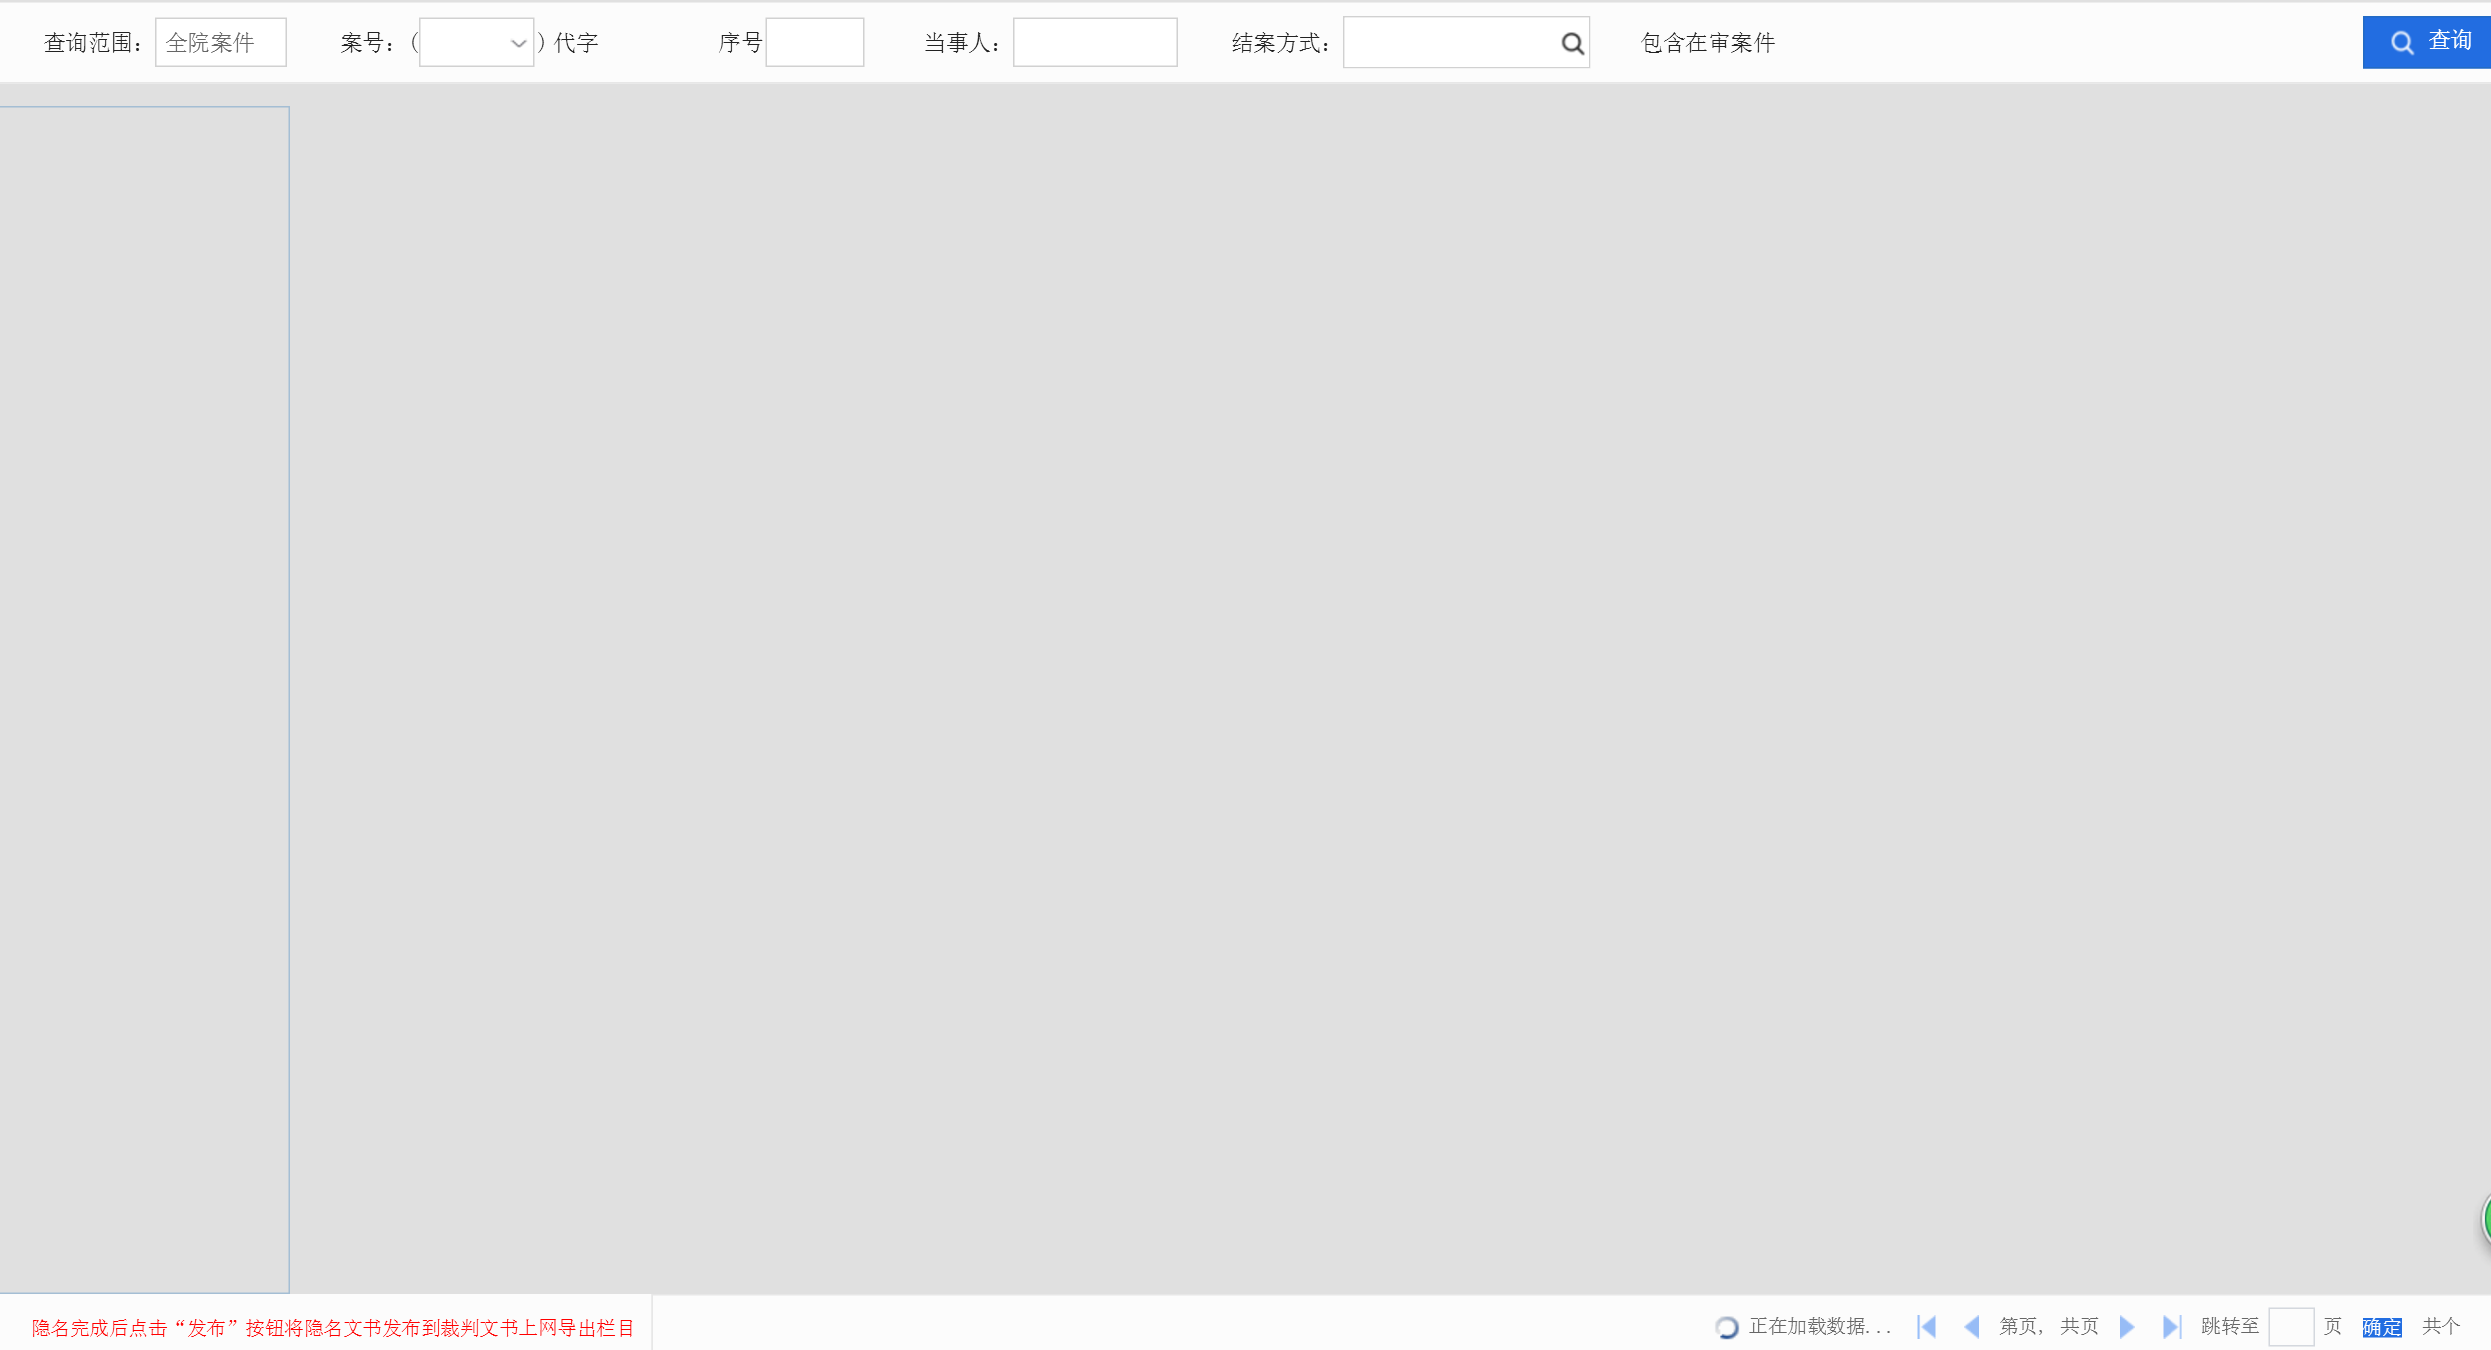 查询范围： 全院案件 案号：( ) 代字 序号 当事人： 结案方式： 包含在审案件 查询
隐名完成后点击“发布”按钮将隐名文书发布到裁判文书上网导出栏目 正在加载数据... 第页， 共页 跳转至 页 确定 共个